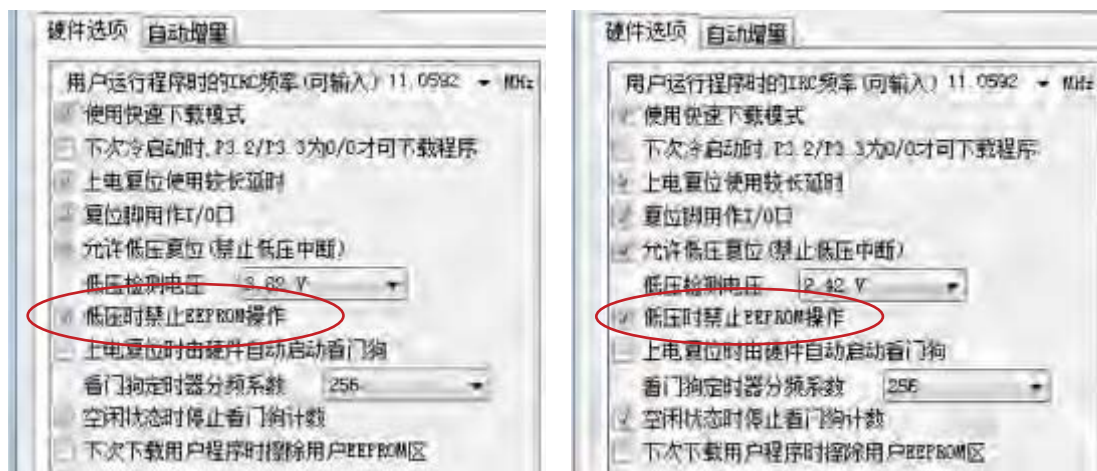 硬件选项 自动增量
用户运行程序时的IRC频率(可输入) 11.0592 MHz
使用快速下载模式
下次冷启动时,P3.2/P3.3为0/0才可下载程序
上电复位使用较长延时
复位脚用作I/O口
允许低压复位(禁止低压中断)
低压检测电压 V
低压时禁止EEPROM操作
上电复位时由硬件自动启动看门狗
看门狗定时器分频系数 256
空闲状态时停止看门狗计数
下次下载用户程序时擦除用户EEPROM区
硬件选项 自动增量
用户运行程序时的IRC频率(可输入) 11.0592 MHz
使用快速下载模式
下次冷启动时,P3.2/P3.3为0/0才可下载程序
上电复位使用较长延时
复位脚用作I/O口
允许低压复位(禁止低压中断)
低压检测电压 2.42 V
低压时禁止EEPROM操作
上电复位时由硬件自动启动看门狗
看门狗定时器分频系数 256
空闲状态时停止看门狗计数
下次下载用户程序时擦除用户EEPROM区